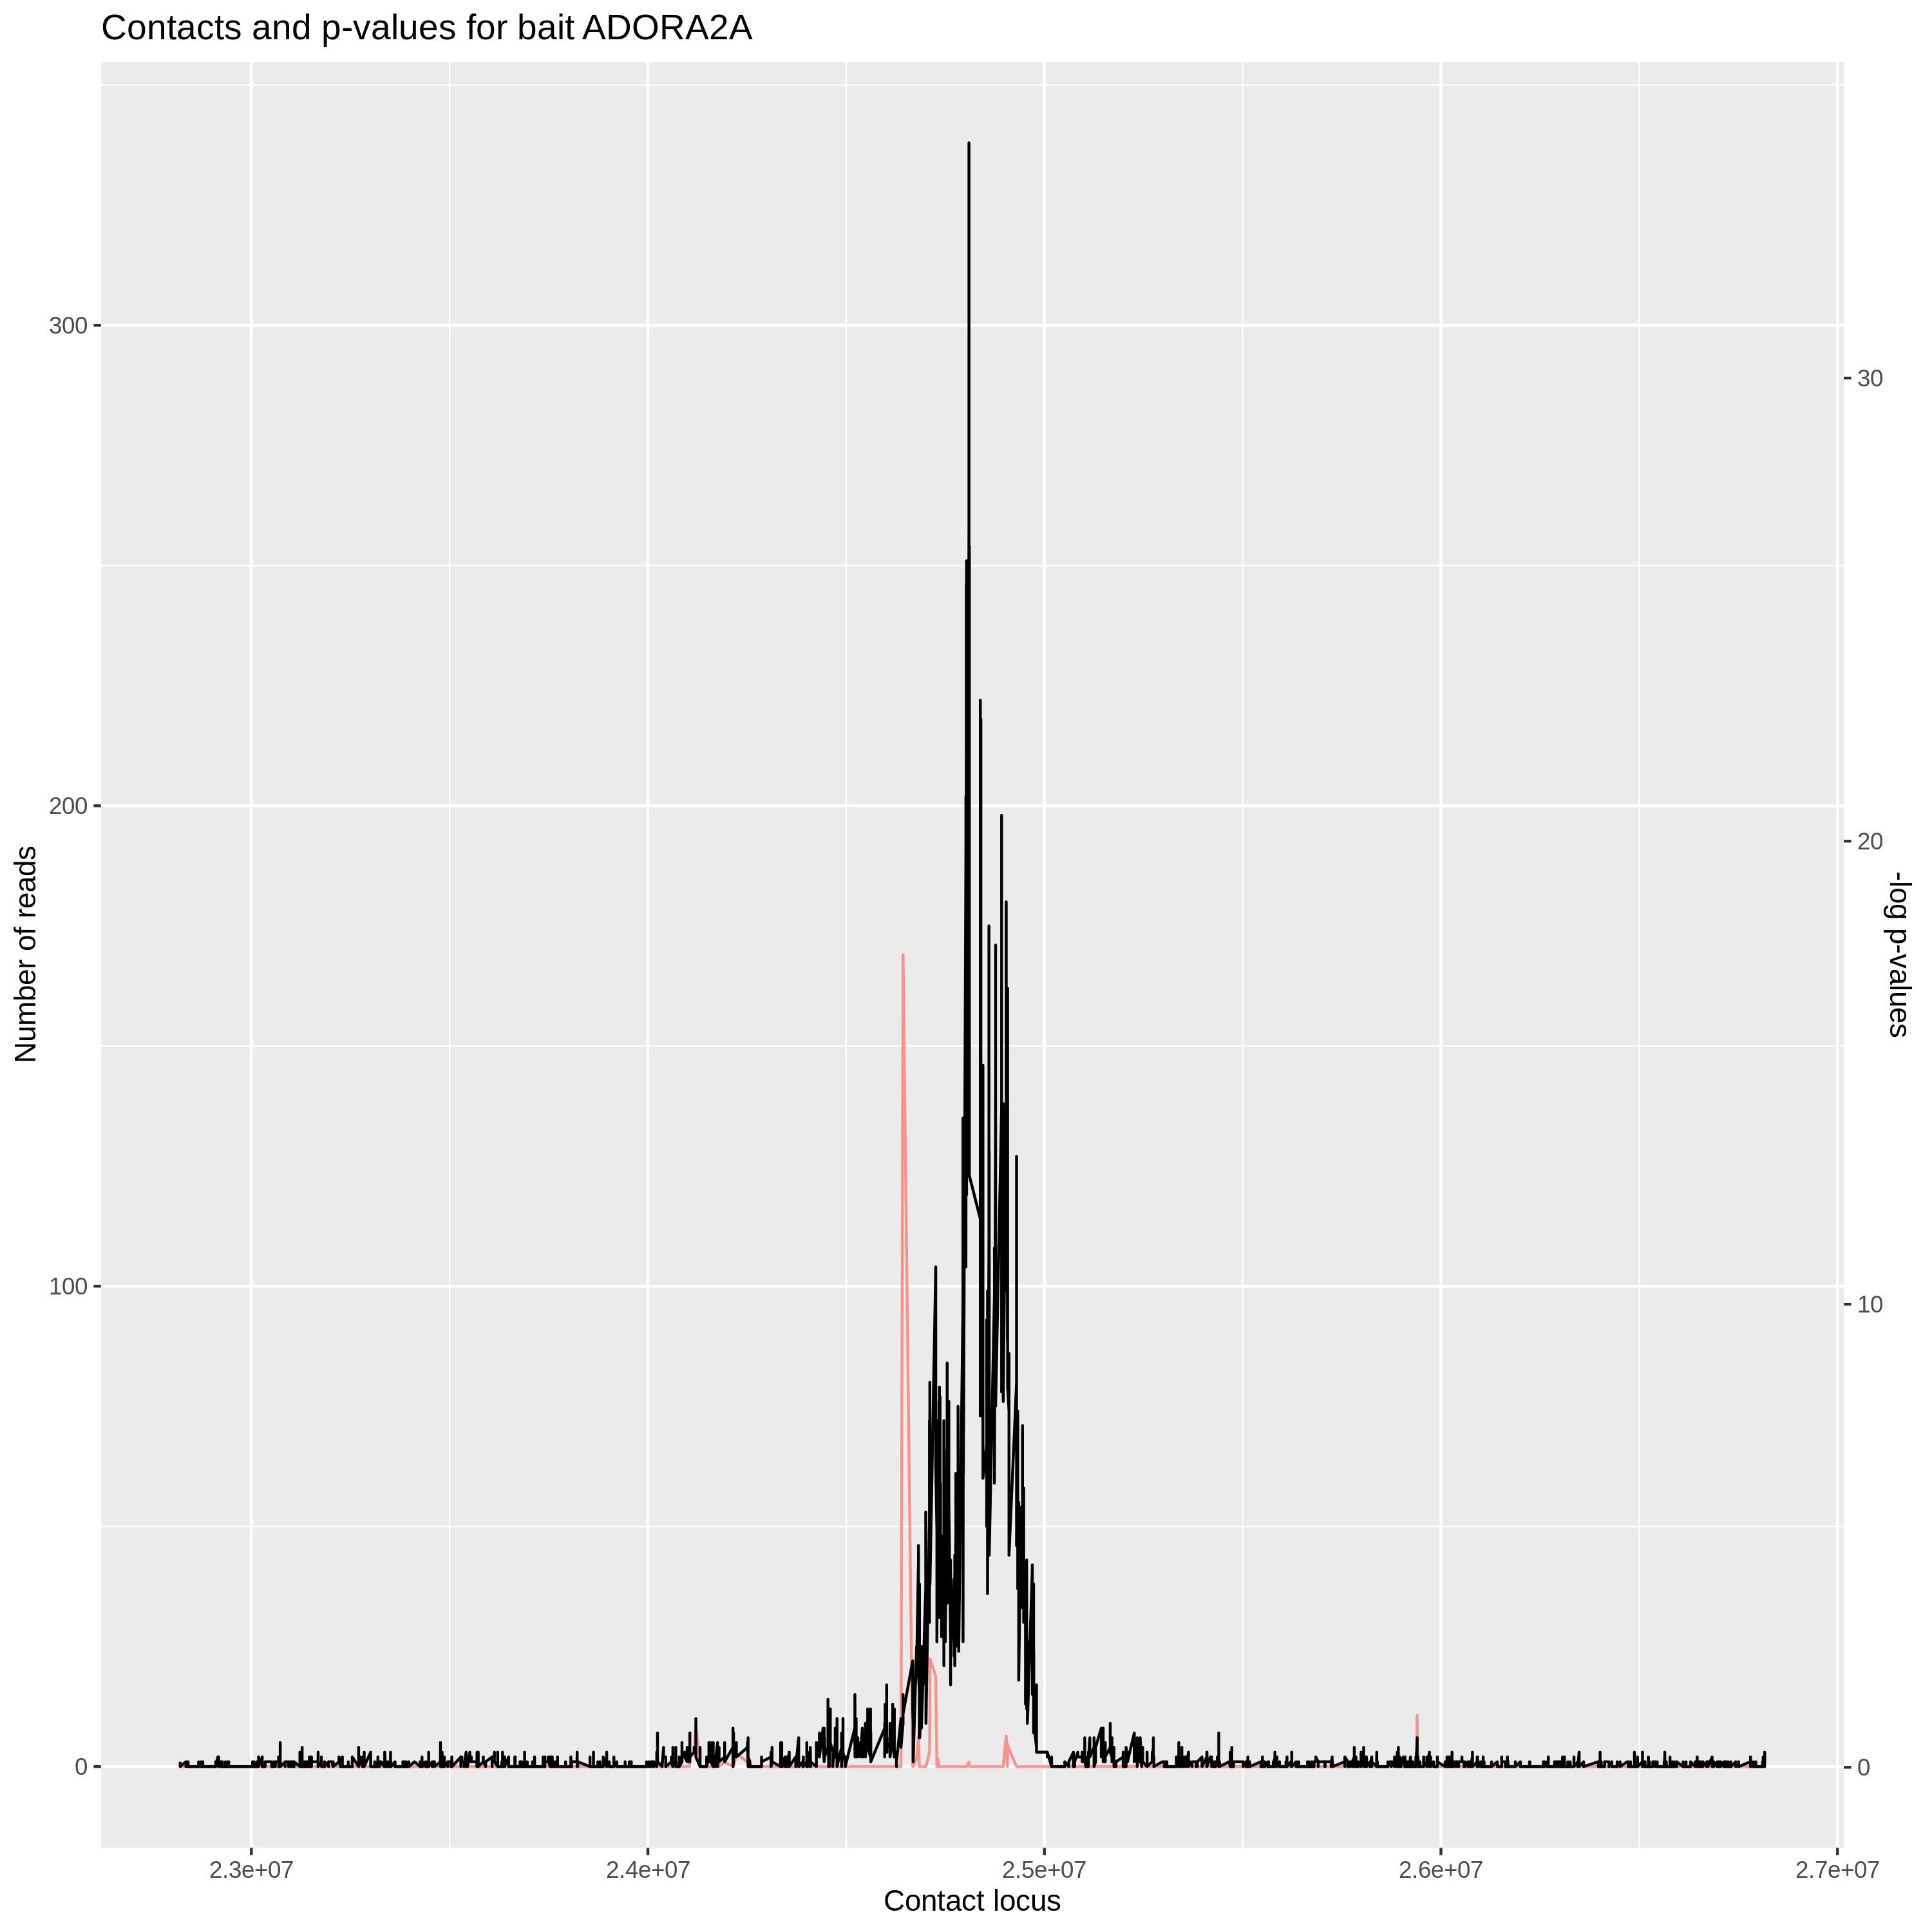 Contacts and p-values for bait ADORA2A
300
200
100
0
Number of reads
30
20
10
0
-log p-values
2.3e+07
2.4e+07
2.5e+07
2.6e+07
2.7e+07
Contact locus